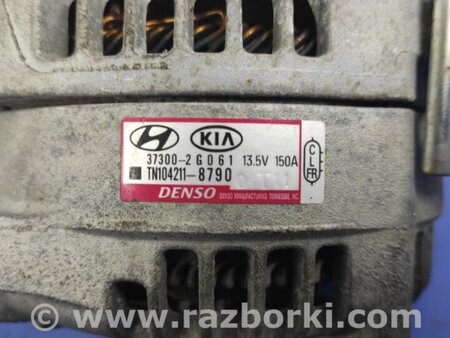 KIA
37300-2G061 13.5V 150A
TN104211-8790
DENSO DENSO MANUFACTURING TENNESSEE, INC
C
L
FR
© www.razborki.com